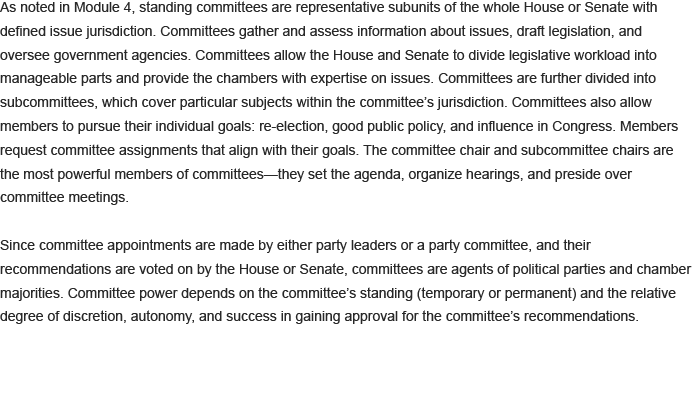 As noted in Module 4, standing committees are representative subunits of the whole House or Senate with
defined issue jurisdiction. Committees gather and assess information about issues, draft legislation, and
oversee government agencies. Committees allow the House and Senate to divide legislative workload into
manageable parts and provide the chambers with expertise on issues. Committees are further divided into
subcommittees, which cover particular subjects within the committee’s jurisdiction. Committees also allow
members to pursue their individual goals: re-election, good public policy, and influence in Congress. Members
request committee assignments that align with their goals. The committee chair and subcommittee chairs are
the most powerful members of committees—they set the agenda, organize hearings, and preside over
committee meetings.
Since committee appointments are made by either party leaders or a party committee, and their
recommendations are voted on by the House or Senate, committees are agents of political parties and chamber
majorities. Committee power depends on the committee’s standing (temporary or permanent) and the relative
degree of discretion, autonomy, and success in gaining approval for the committee’s recommendations.